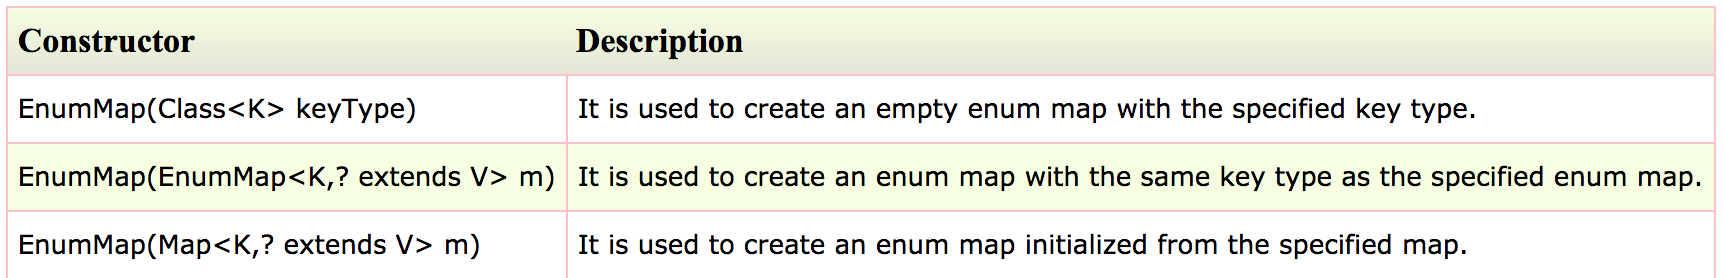 Constructor Description
EnumMap(Class<K> keyType) It is used to create an empty enum map with the specified key type.
EnumMap(EnumMap<K,? extends V> m) It is used to create an enum map with the same key type as the specified enum map.
EnumMap(Map<K,? extends V> m) It is used to create an enum map initialized from the specified map.